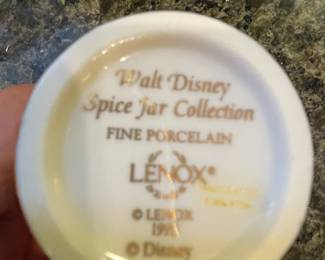 Walt Disney
Spice Jar Collection
FINE PORCELAIN
LENOX®
© LENOX
© Disney